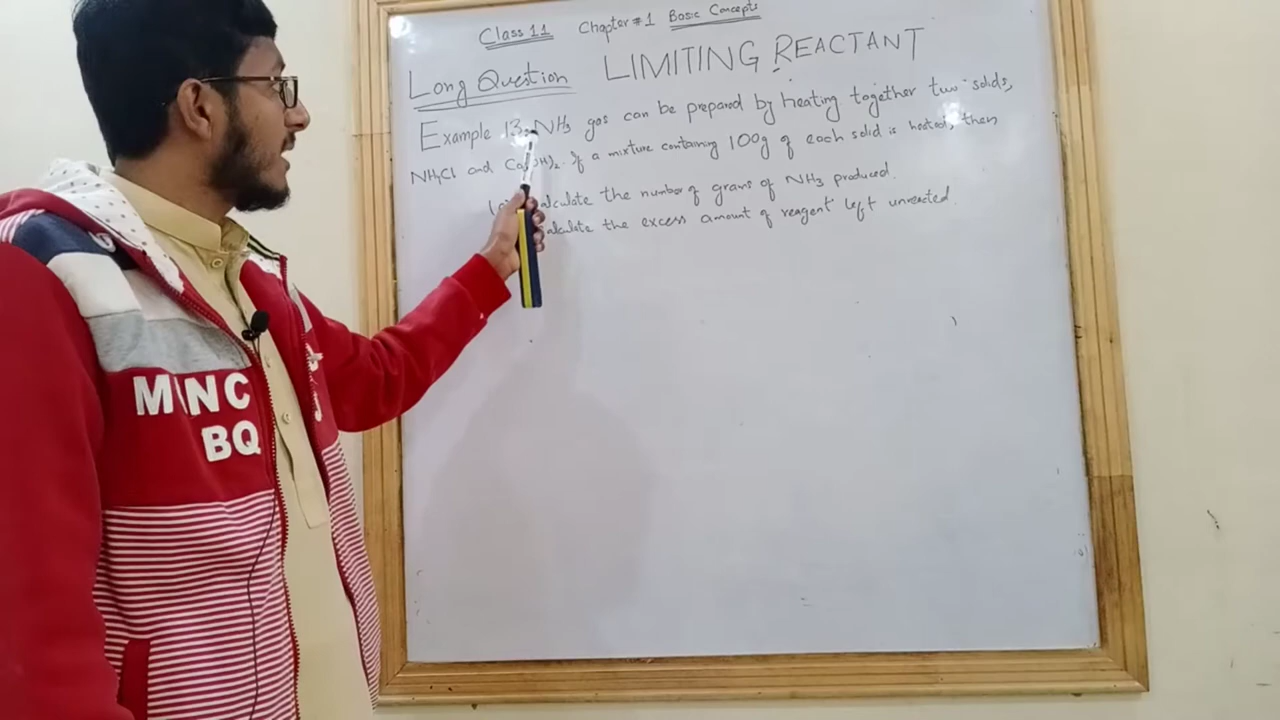 Class 11 Chapter #1 Basic Concepts
LIMITING REACTANT
Long Question
Example 13: NH3 gas can be prepared by heating together two solids,
NH4Cl and Ca(OH)2. If a mixture containing 100g of each solid is heated, then
calculate the number of grams of NH3 produced.
calculate the excess amount of reagent left unreacted.
MNC
BQ